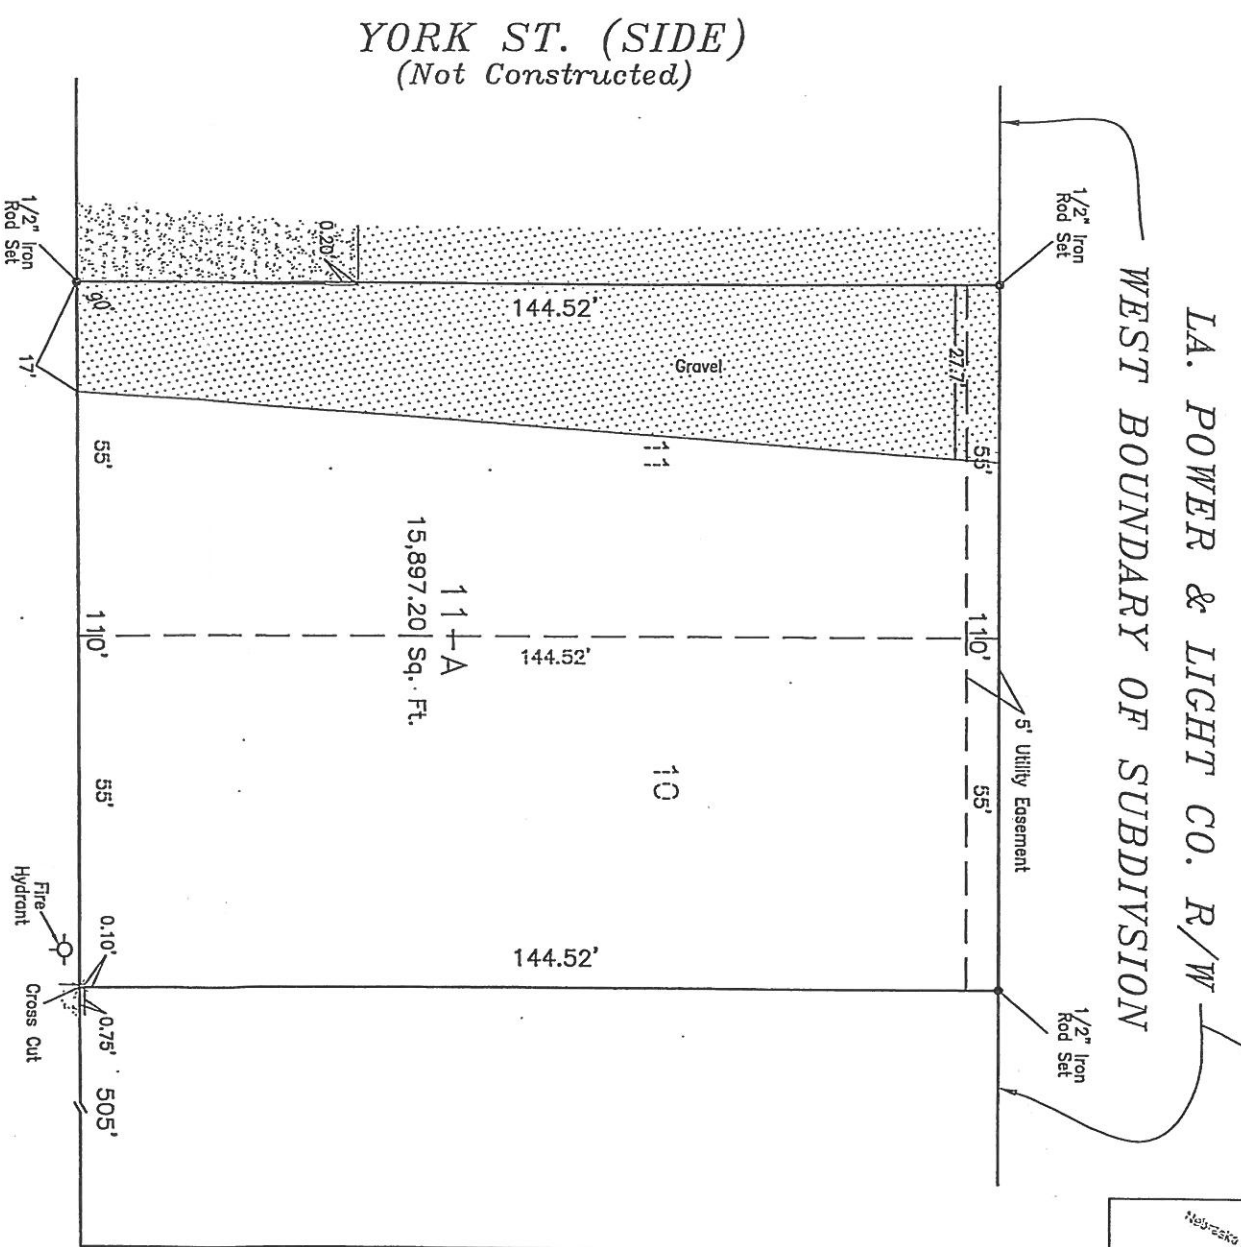 YORK ST. (SIDE)
(Not Constructed)
LA. POWER & LIGHT CO. R/W
WEST BOUNDARY OF SUBDIVSION
1/2" Iron
Rod Set
1/2" Iron
Rod Set
0.20'
90°
144.52'
17'
Gravel
27.7'
55'
55'
11
11-A
15,897.20 Sq. Ft.
110'
144.52'
110'
5' Utility Easement
10
55'
55'
Fire
Hydrant
0.10'
144.52'
Cross Cut
0.75'
505'
1/2" Iron
Rod Set
Nebraska